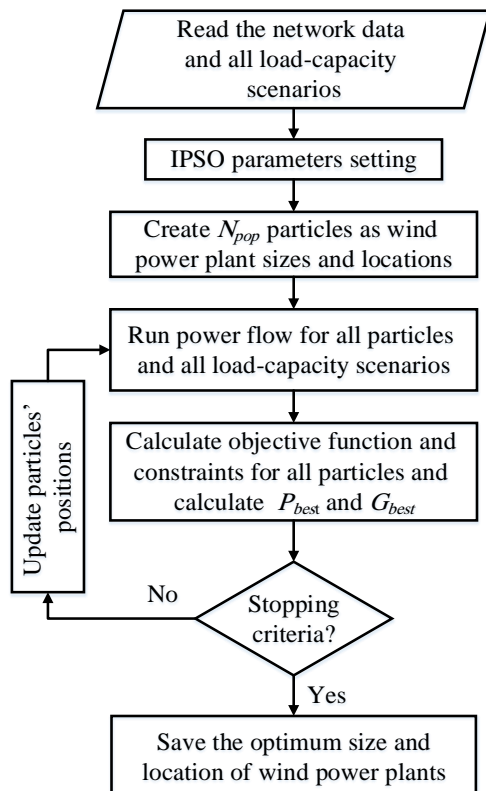 Read the network data
and all load-capacity
scenarios
IPSO parameters setting
Create N_pop particles as wind
power plant sizes and locations
Run power flow for all particles
and all load-capacity scenarios
Calculate objective function and
constraints for all particles and
calculate P_best and G_best
Update particles'
positions
No
Stopping
criteria?
Yes
Save the optimum size and
location of wind power plants